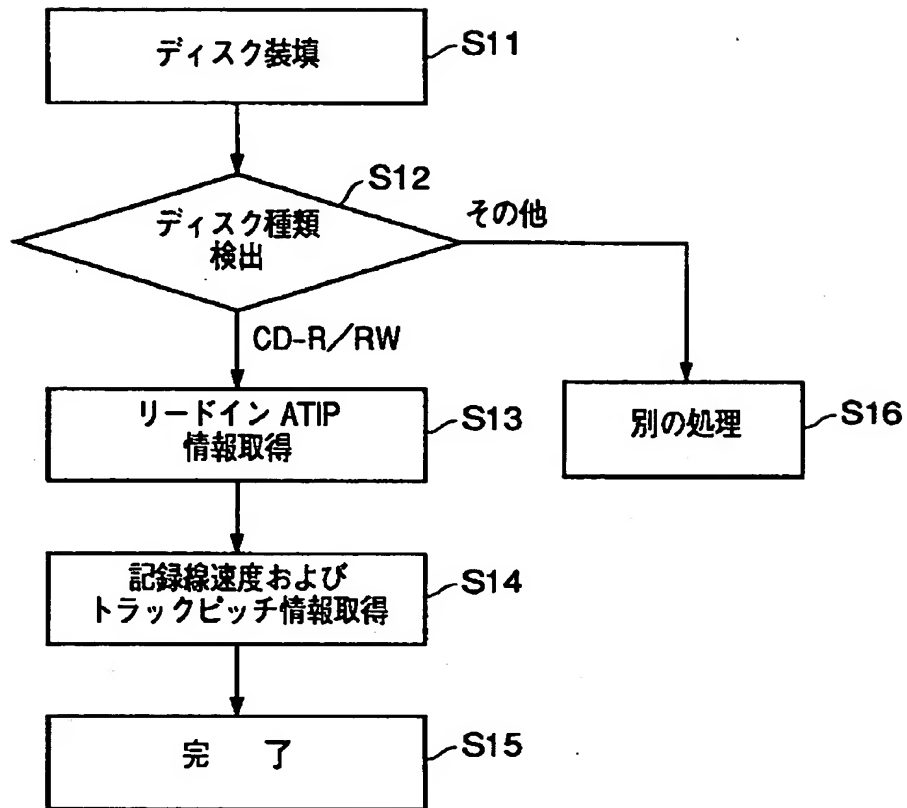 ディスク装填
S11
S12
ディスク種類
検出
その他
CD-R/RW
リードイン ATIP
情報取得
S13
別の処理
S16
記録線速度および
トラックピッチ情報取得
S14
完 了
S15